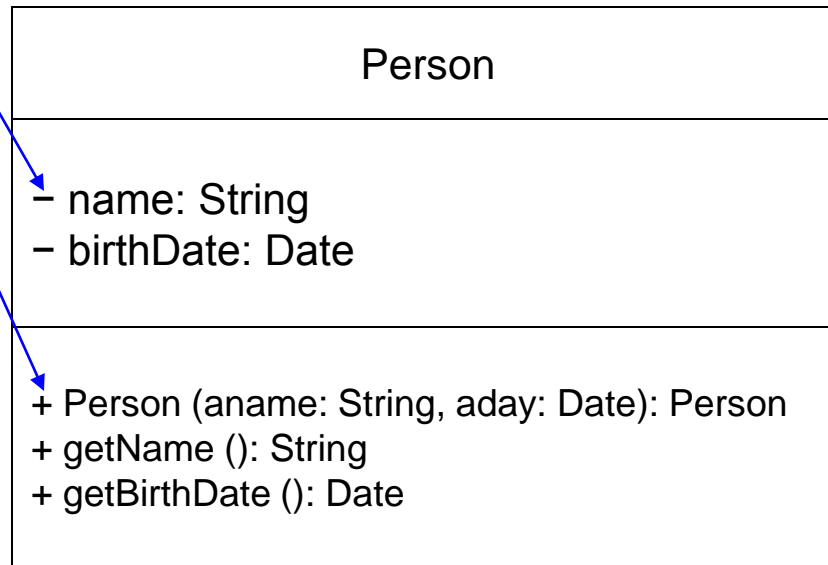 Person
− name: String
− birthDate: Date
+ Person (aname: String, aday: Date): Person
+ getName (): String
+ getBirthDate (): Date